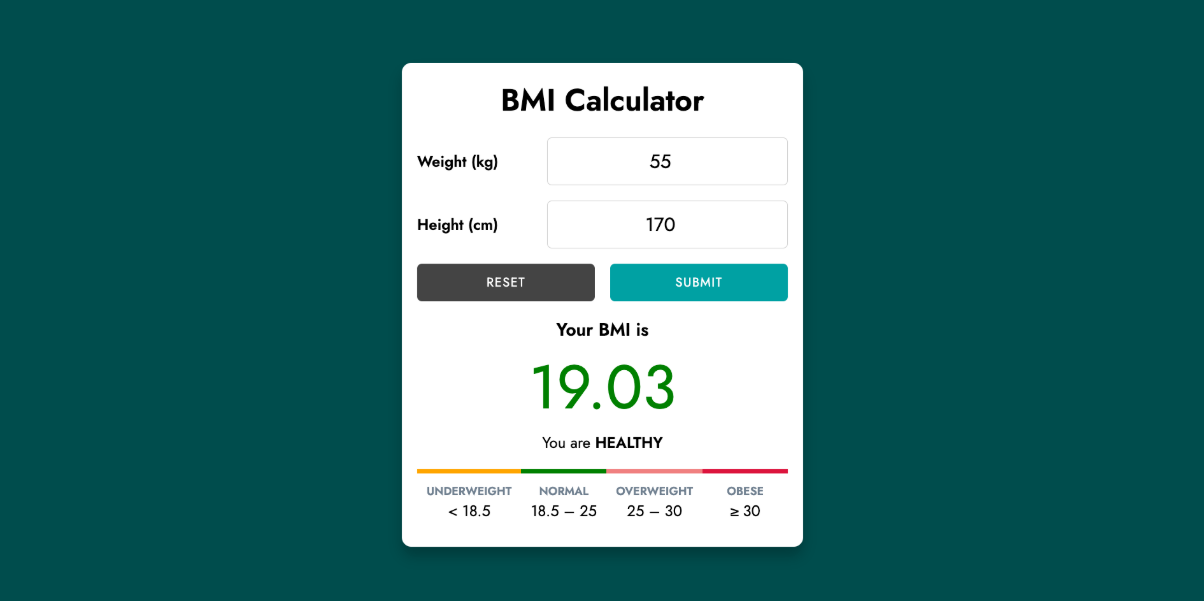 BMI Calculator
Weight (kg) 55
Height (cm) 170
RESET SUBMIT
Your BMI is
19.03
You are HEALTHY
UNDERWEIGHT NORMAL OVERWEIGHT OBESE
< 18.5 18.5 – 25 25 – 30 ≥ 30